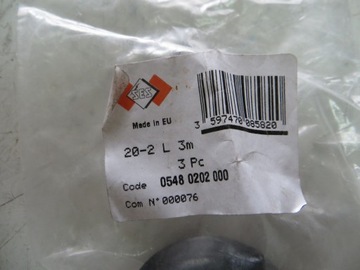 SES
Made in EU
3 597470 085820
20-2 L 3m
3 Pc
Code 0548 0202 000
Com N° 000076